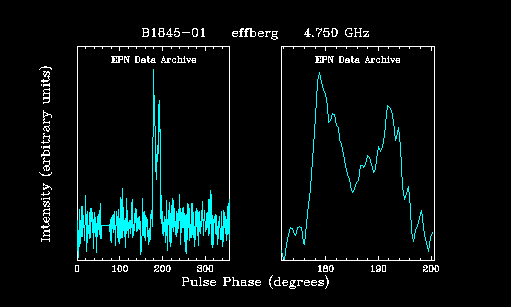 B1845-01 effberg 4.750 GHz
EPN Data Archive
EPN Data Archive
Intensity (arbitrary units)
0 100 200 300
180 190 200
Pulse Phase (degrees)